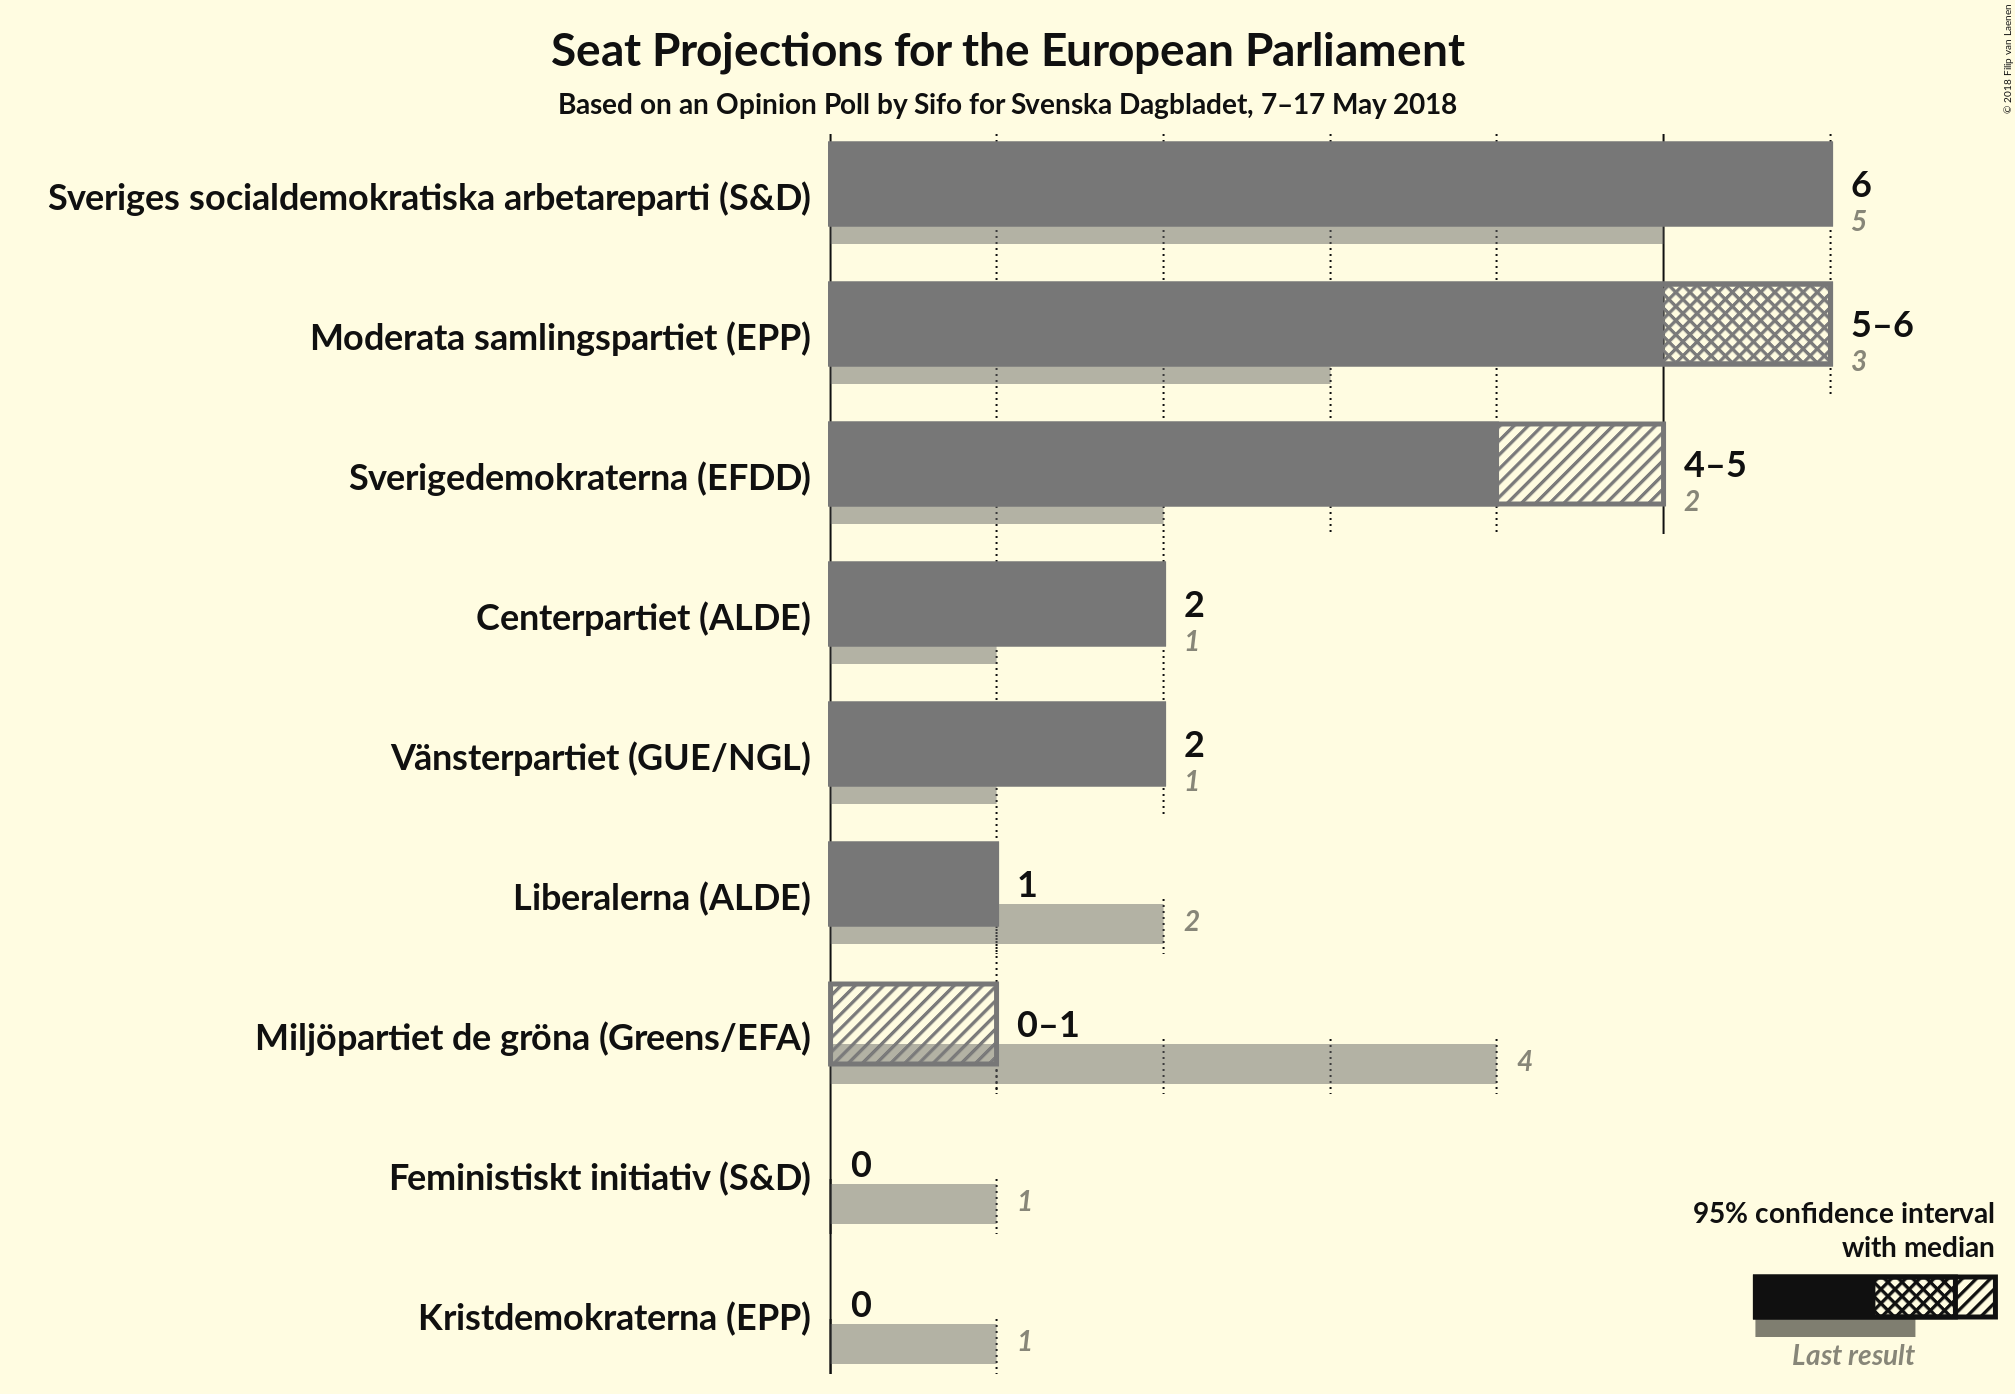 Seat Projections for the European Parliament
Based on an Opinion Poll by Sifo for Svenska Dagbladet, 7–17 May 2018
© 2018 Filip van Laenen
Sveriges socialdemokratiska arbetareparti (S&D)
6
5
Moderata samlingspartiet (EPP)
5–6
3
Sverigedemokraterna (EFDD)
4–5
2
Centerpartiet (ALDE)
2
1
Vänsterpartiet (GUE/NGL)
2
1
Liberalerna (ALDE)
1
2
Miljöpartiet de gröna (Greens/EFA)
0–1
4
Feministiskt initiativ (S&D)
0
1
Kristdemokraterna (EPP)
0
1
95% confidence interval
with median
Last result